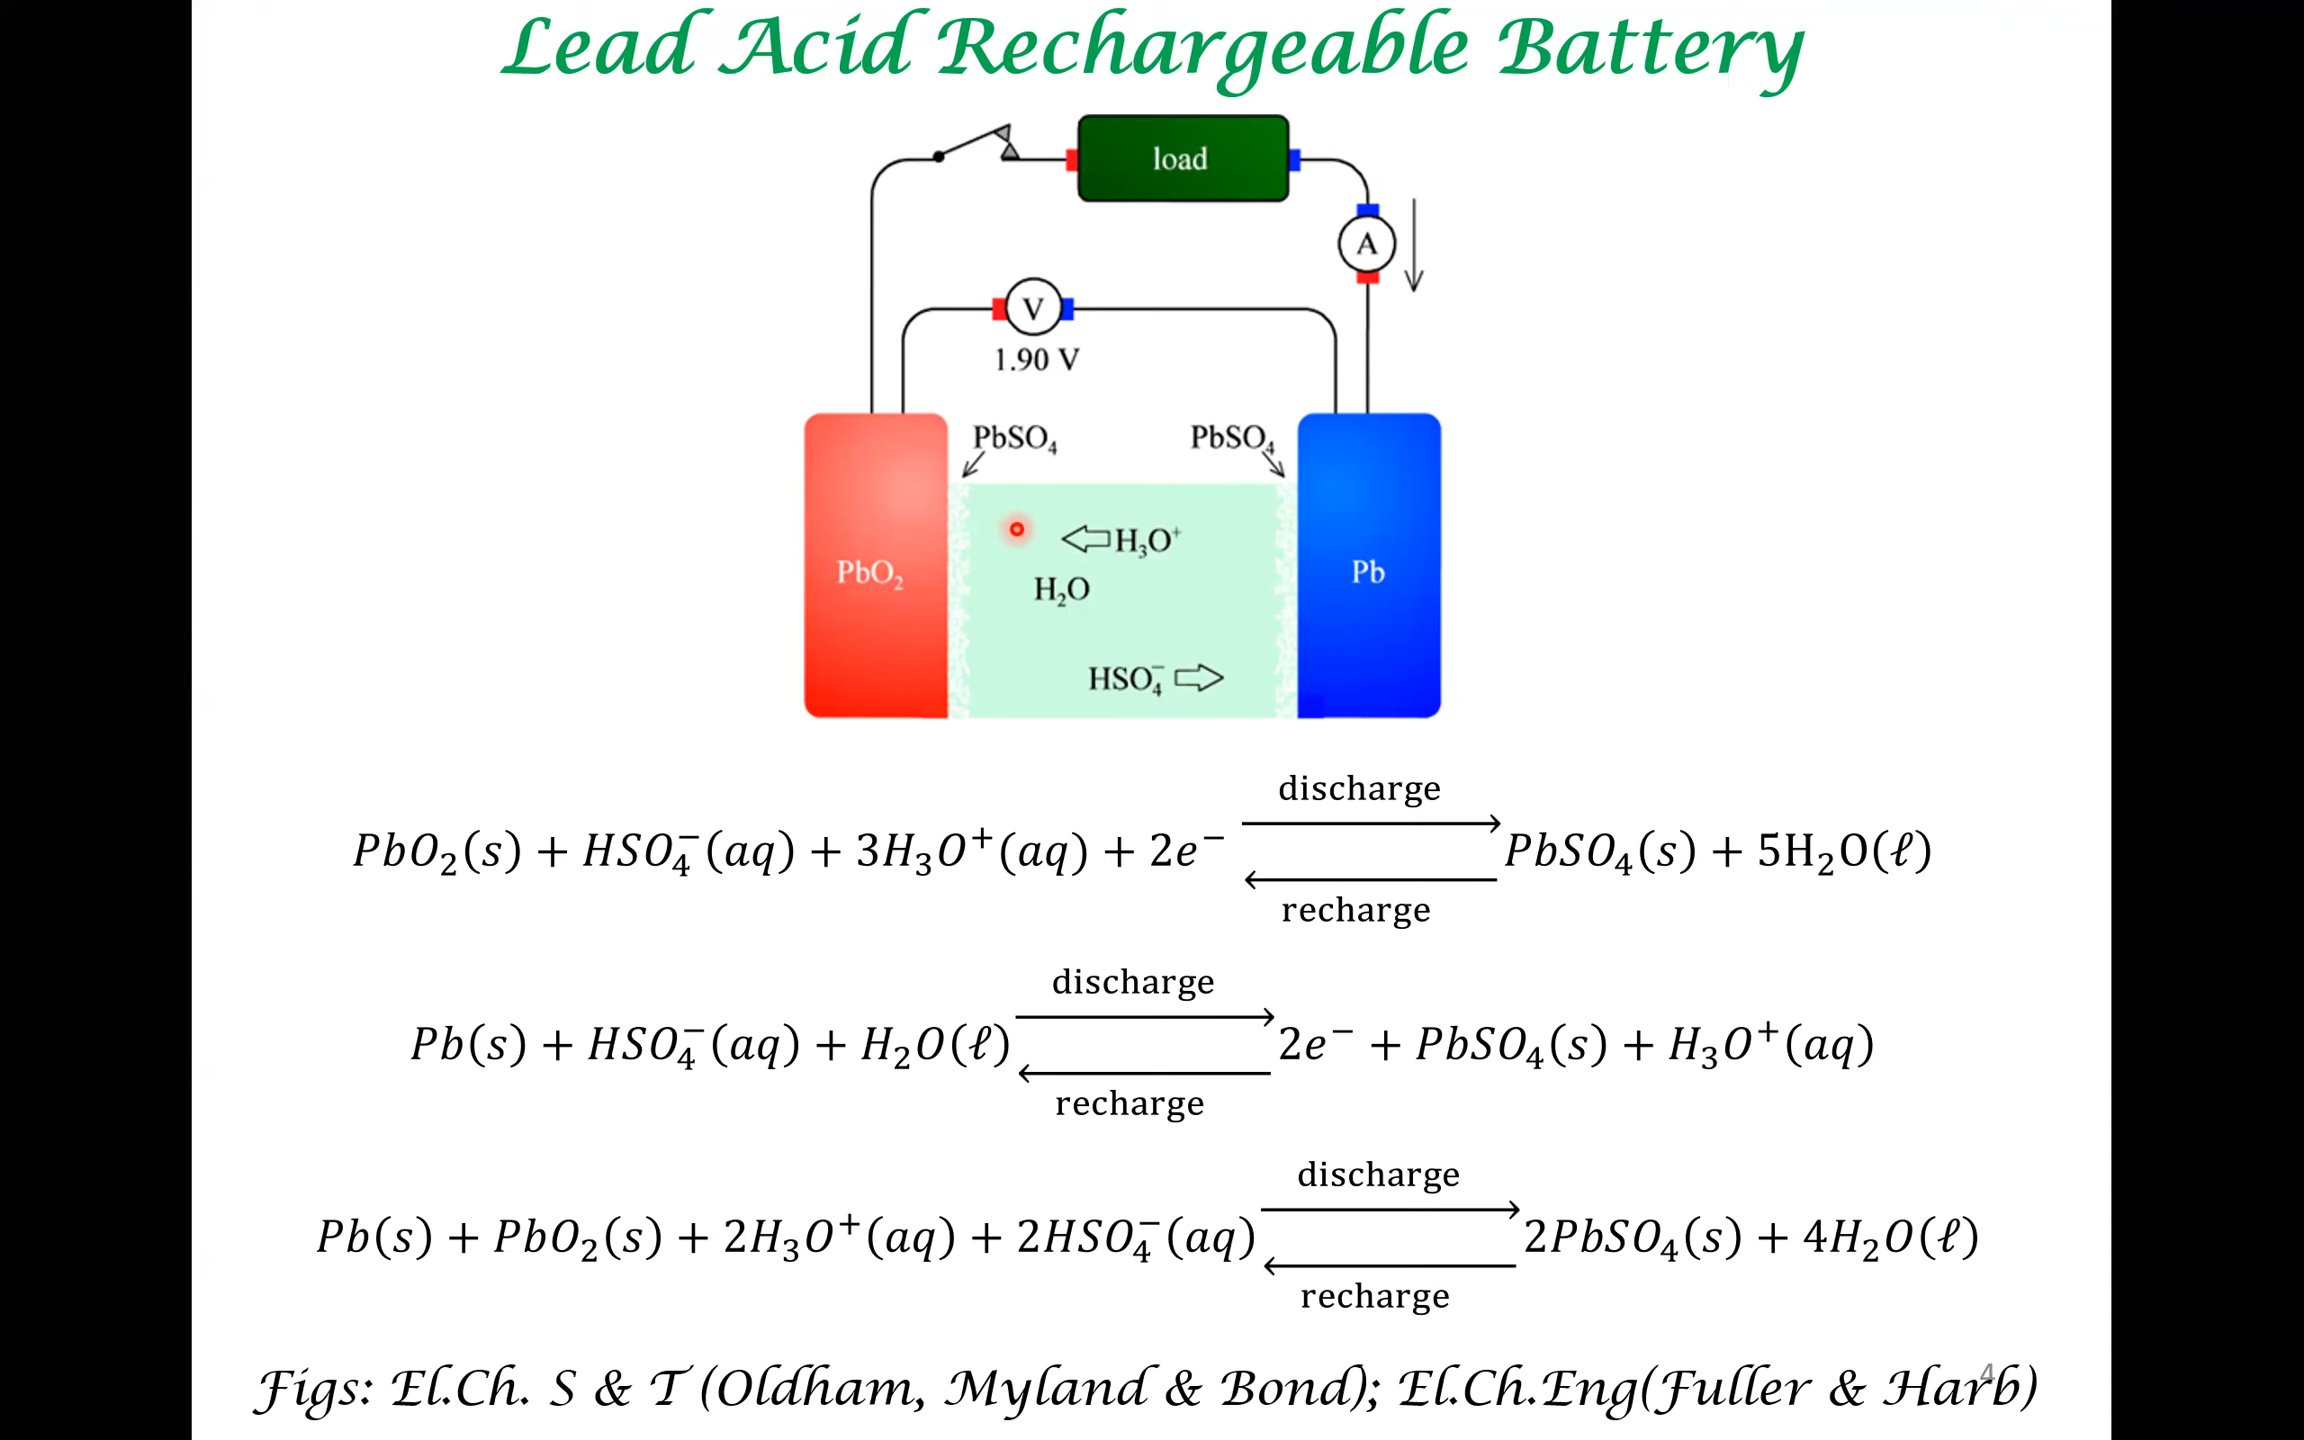 Lead Acid Rechargeable Battery
load
A
V
1.90 V
PbSO₄ PbSO₄
H₃O⁺
PbO₂ H₂O Pb
HSO₄⁻
discharge
PbO₂(s) + HSO₄⁻(aq) + 3H₃O⁺(aq) + 2e⁻ PbSO₄(s) + 5H₂O(ℓ)
recharge
discharge
Pb(s) + HSO₄⁻(aq) + H₂O(ℓ) 2e⁻ + PbSO₄(s) + H₃O⁺(aq)
recharge
discharge
Pb(s) + PbO₂(s) + 2H₃O⁺(aq) + 2HSO₄⁻(aq) 2PbSO₄(s) + 4H₂O(ℓ)
recharge
Figs: El.Ch. S & T (Oldham, Myland & Bond); El.Ch.Eng(Fuller & Harb)
4